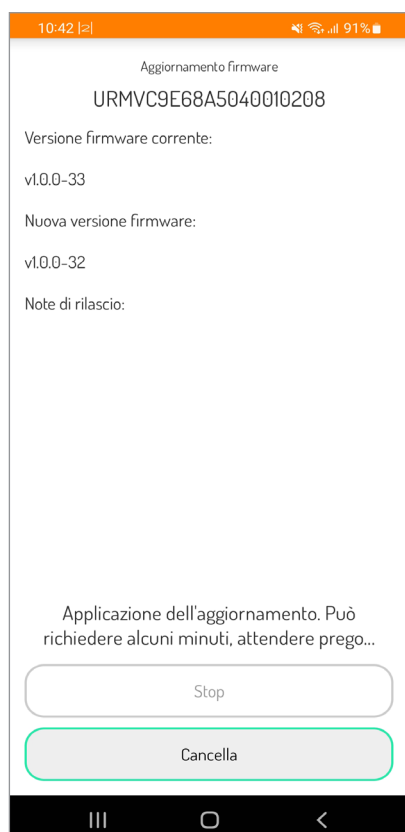 10:42 |2| 91%
Aggiornamento firmware
URMVC9E68A5040010208
Versione firmware corrente:
v1.0.0-33
Nuova versione firmware:
v1.0.0-32
Note di rilascio:
Applicazione dell'aggiornamento. Può
richiedere alcuni minuti, attendere prego...
Stop
Cancella